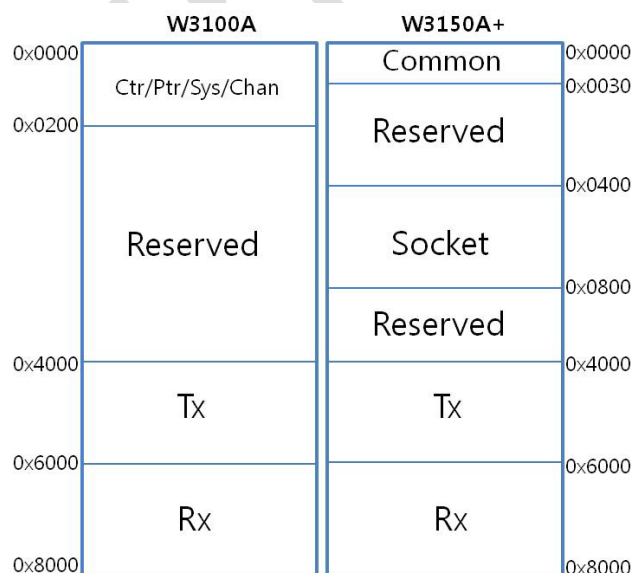 W3100A W3150A+
0x0000 Common 0x0000
Ctr/Ptr/Sys/Chan 0x0030
0x0200 Reserved
0x0400
Reserved Socket
0x0800
Reserved
0x4000 0x4000
Tx Tx
0x6000 0x6000
Rx Rx
0x8000 0x8000